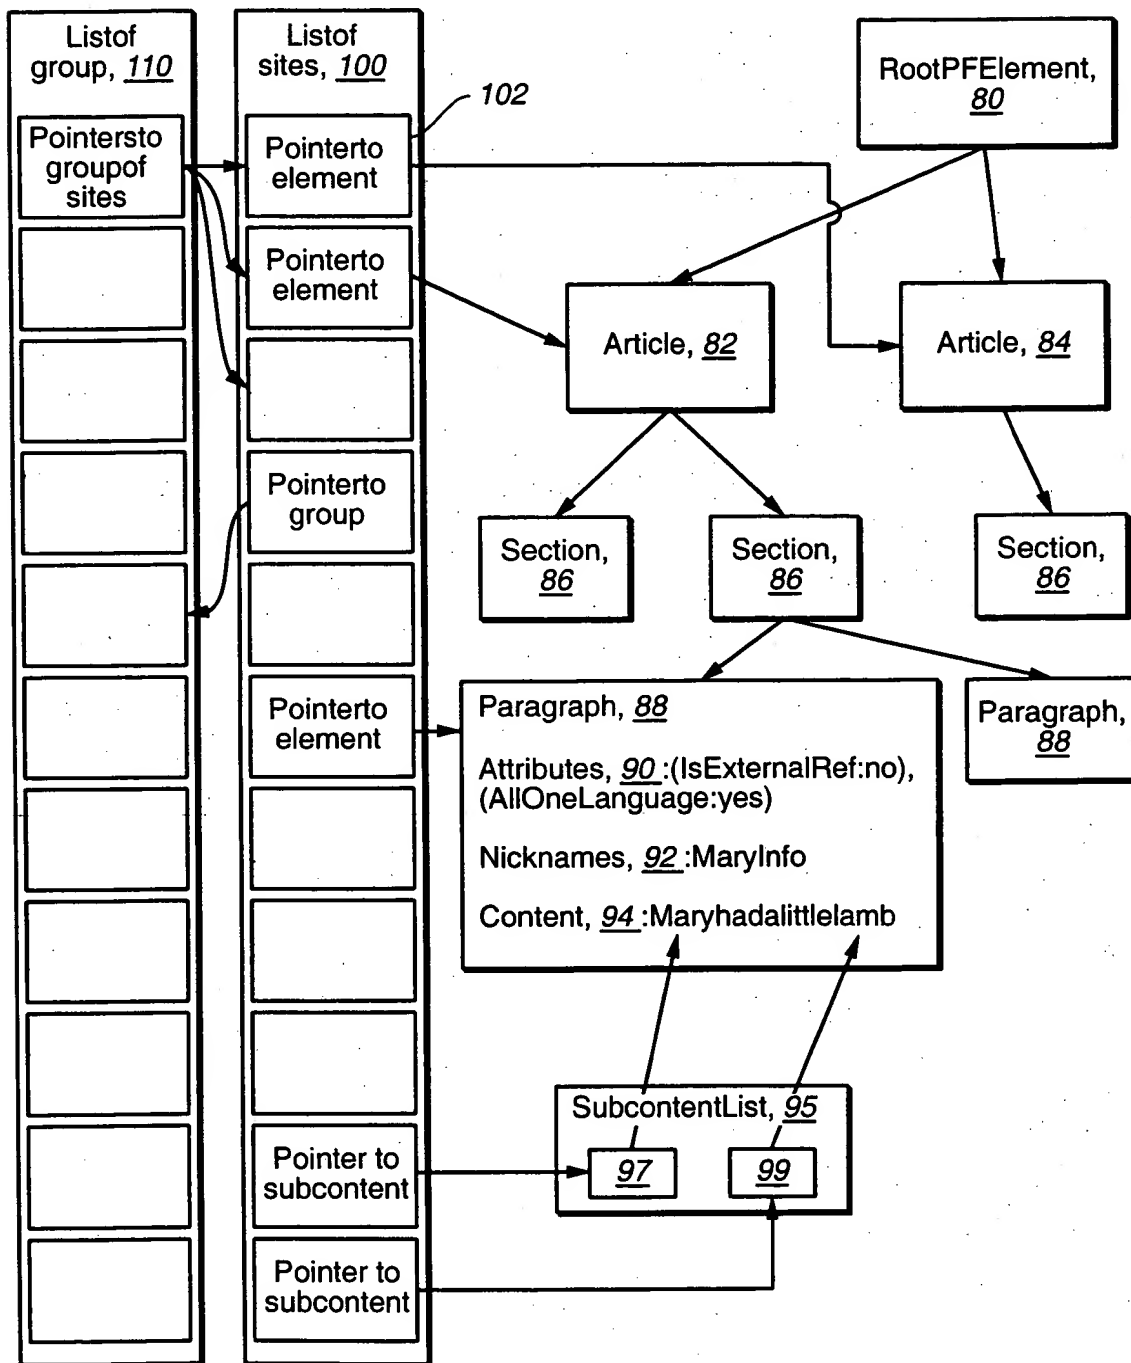 Listof
group, 110
Pointersto
groupof
sites
Listof
sites, 100
102
Pointerto
element
Pointerto
element
Pointerto
group
Pointerto
element
Pointer to
subcontent
Pointer to
subcontent
RootPFElement,
80
Article, 82
Article, 84
Section,
86
Section,
86
Section,
86
Paragraph, 88
Attributes, 90 :(IsExternalRef:no),
(AllOneLanguage:yes)
Nicknames, 92 :MaryInfo
Content, 94 :Maryhadalittlelamb
Paragraph,
88
SubcontentList, 95
97
99